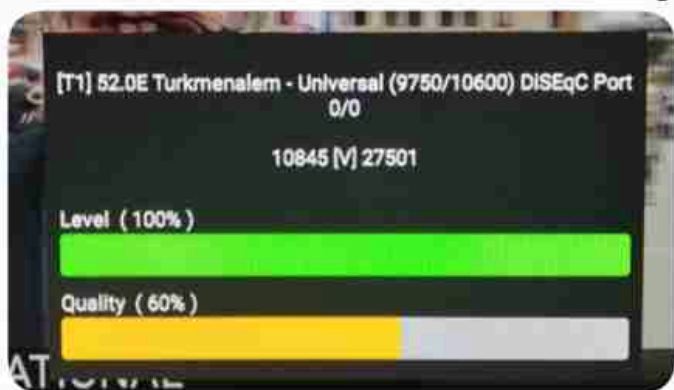 [T1] 52.0E Turkmenalem - Universal (9750/10600) DiSEqC Port
0/0
10845 [V] 27501
Level ( 100% )
Quality ( 60% )